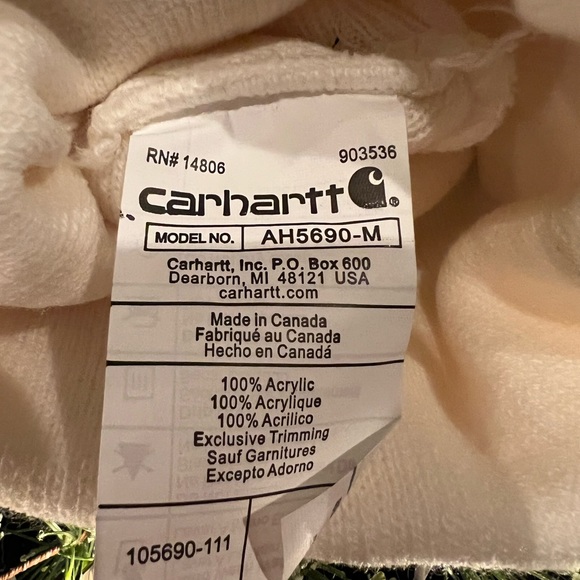 RN# 14806 903536
carhartt
MODEL NO. AH5690-M
Carhartt, Inc. P.O. Box 600
Dearborn, MI 48121 USA
carhartt.com
Made in Canada
Fabriqué au Canada
Hecho en Canadá
100% Acrylic
100% Acrylique
100% Acrilico
Exclusive Trimming
Sauf Garnitures
Excepto Adorno
105690-111